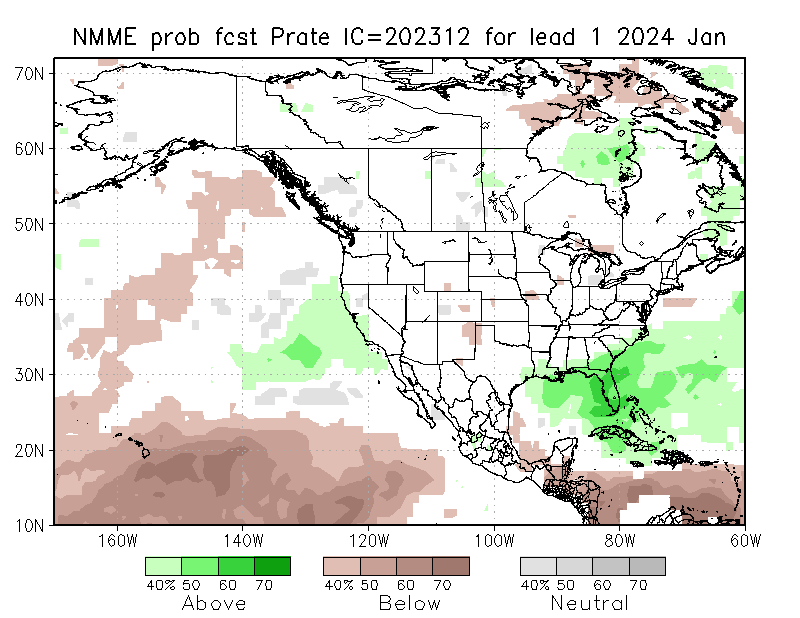 NMME prob fcst Prate IC=202312 for lead 1 2024 Jan
70N
60N
50N
40N
30N
20N
10N
160W 140W 120W 100W 80W 60W
40% 50 60 70 40% 50 60 70 40% 50 60 70
Above Below Neutral